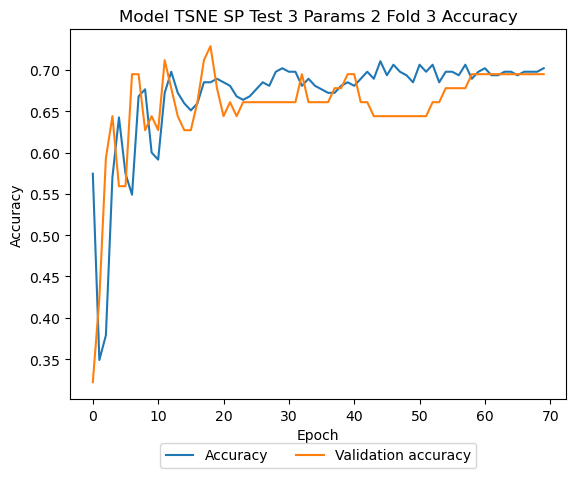 Model TSNE SP Test 3 Params 2 Fold 3 Accuracy
0.70
0.65
0.60
0.55
0.50
0.45
0.40
0.35
Accuracy
0 10 20 30 40 50 60 70
Epoch
Accuracy Validation accuracy